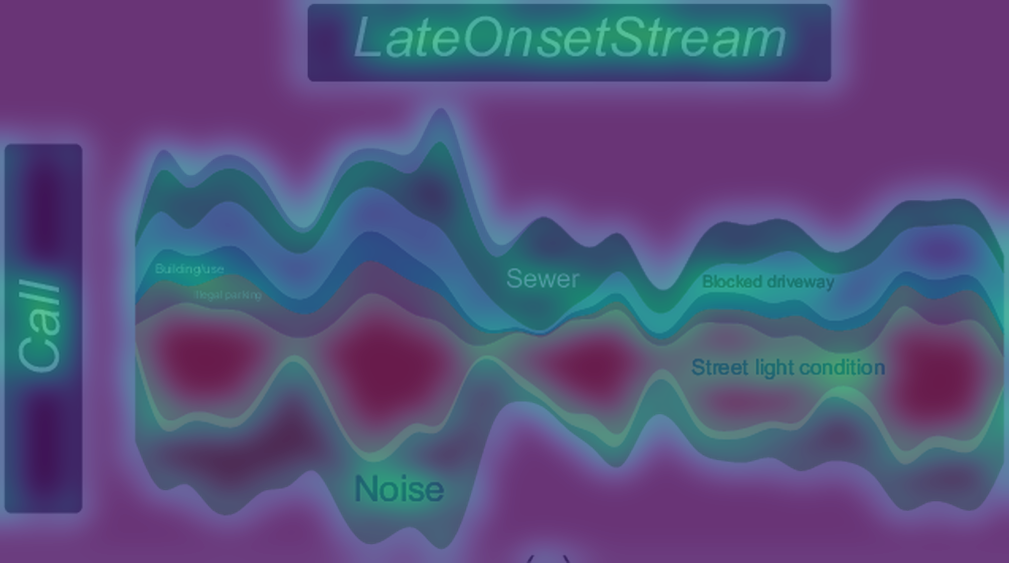 LateOnsetStream
Call
Building/use
Illegal parking
Sewer
Blocked driveway
Street light condition
Noise